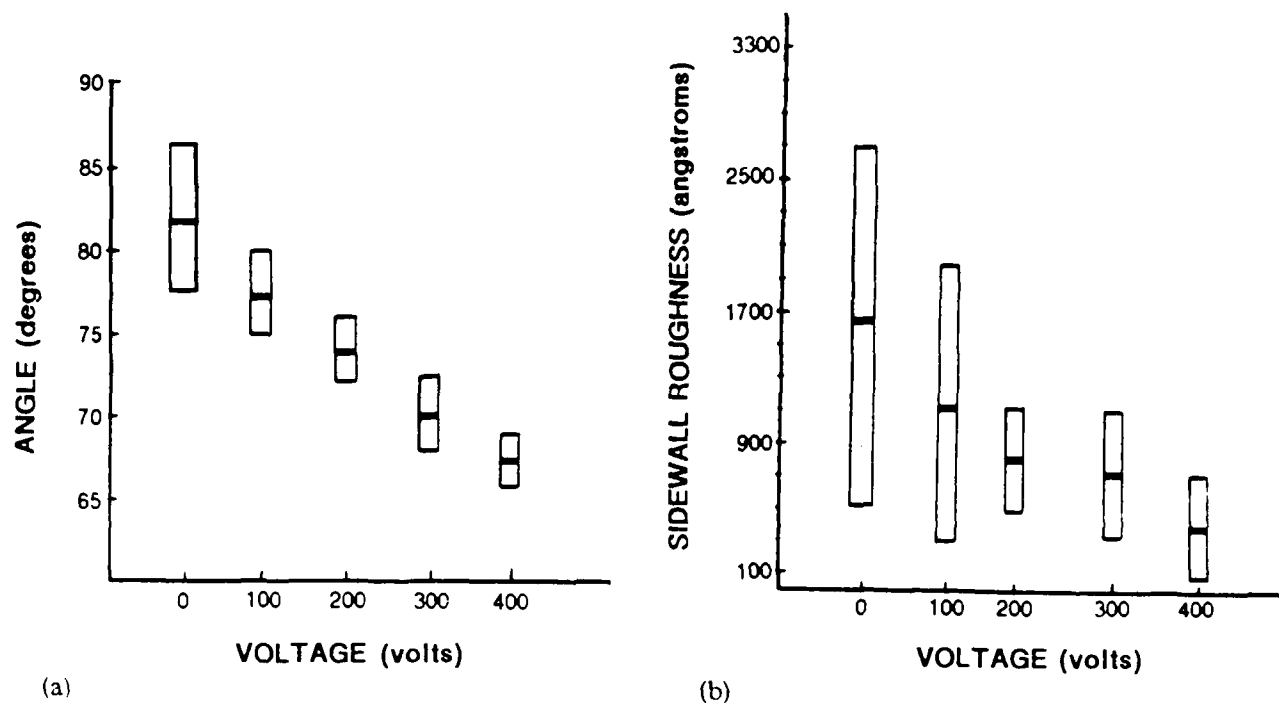 ANGLE (degrees)
90
85
80
75
70
65
0 100 200 300 400
VOLTAGE (volts)
(a)
SIDEWALL ROUGHNESS (angstroms)
3300
2500
1700
900
100
0 100 200 300 400
VOLTAGE (volts)
(b)